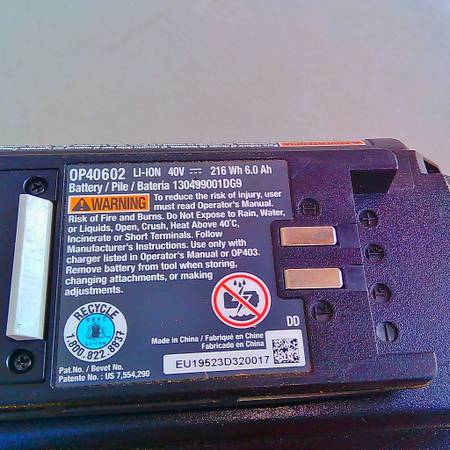 OP40602 LI-ION 40V ⎓ 216 Wh 6.0 Ah
Battery / Pile / Bateria 130499001DG9
WARNING To reduce the risk of injury, user
must read Operator's Manual.
Risk of Fire and Burns. Do Not Expose to Rain, Water,
or Liquids, Open, Crush, Heat Above 40°C,
Incinerate or Short Terminals. Follow
Manufacturer's Instructions. Use only with
charger listed in Operator's Manual or OP403.
Remove battery from tool when storing,
changing attachments, or making
adjustments.
RECYCLE
Li-ion
1.800.822.8837
DD
Made in China / Fabriqué en Chine
Fabricado en China
Pat.No. / Bevet No.
Patente No. : US 7,554,290
EU19523D320017